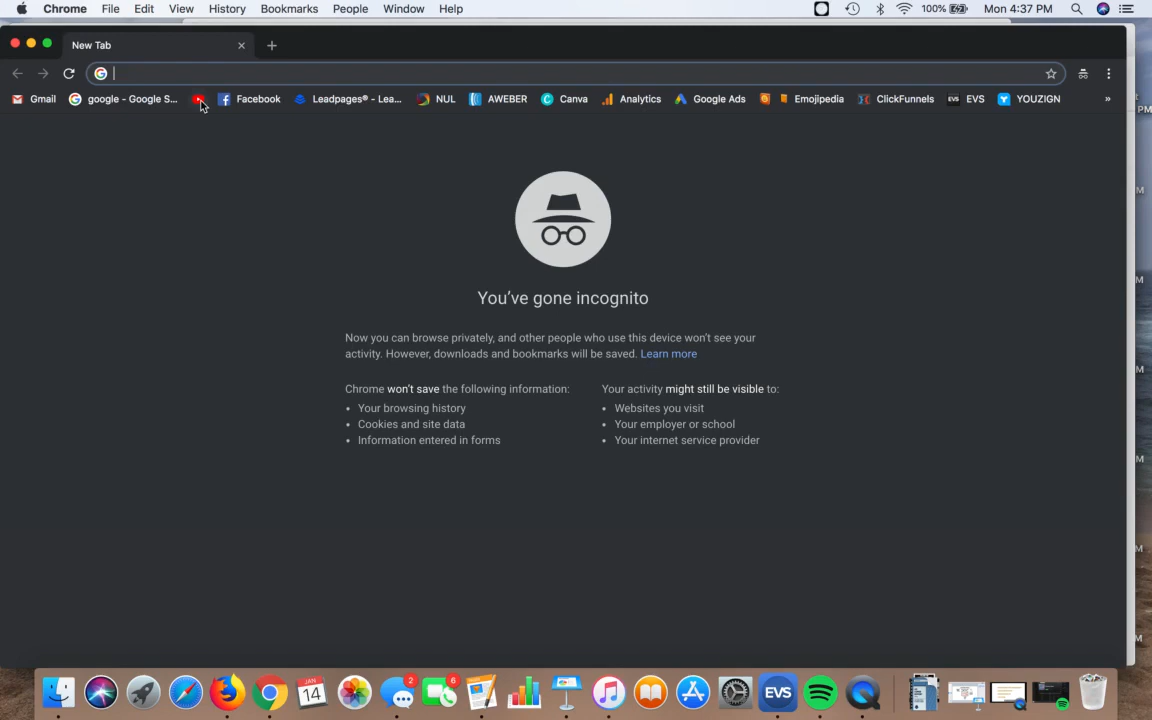 Chrome File Edit View History Bookmarks People Window Help 100% Mon 4:37 PM
New Tab
Gmail google - Google S... Facebook Leadpages® - Lea... NUL AWEBER Canva Analytics Google Ads Emojipedia ClickFunnels EVS EVS YOUZIGN »
PM
You've gone incognito
Now you can browse privately, and other people who use this device won't see your
activity. However, downloads and bookmarks will be saved. Learn more
Chrome won't save the following information:
• Your browsing history
• Cookies and site data
• Information entered in forms
Your activity might still be visible to:
• Websites you visit
• Your employer or school
• Your internet service provider
M
M
M
M
M
M
JAN
14
2
6
EVS